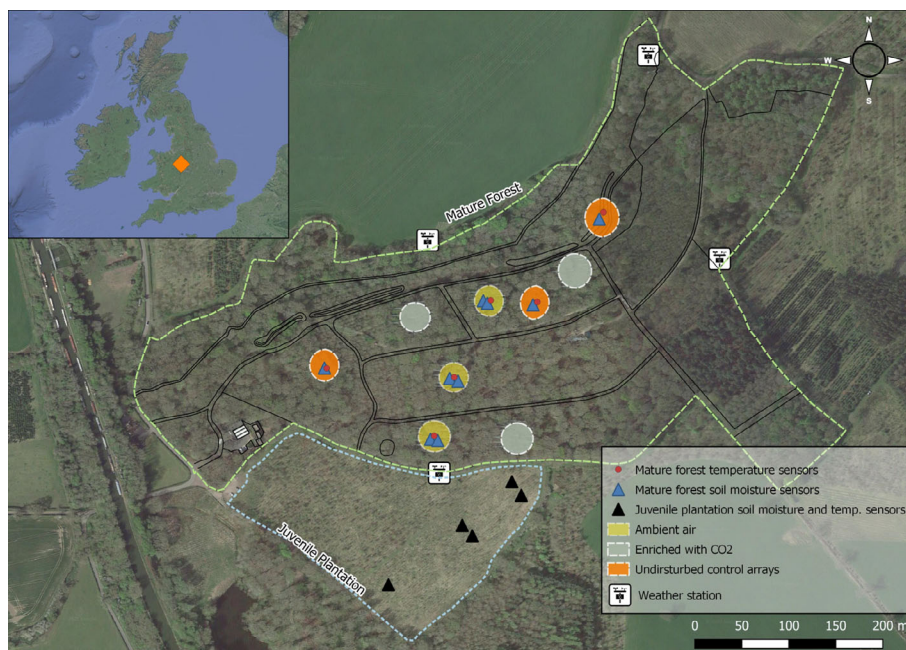 N
W
E
S
Mature Forest
Juvenile Plantation
Mature forest temperature sensors
Mature forest soil moisture sensors
Juvenile plantation soil moisture and temp. sensors
Ambient air
Enriched with CO2
Undisturbed control arrays
Weather station
0 50 100 150 200 m